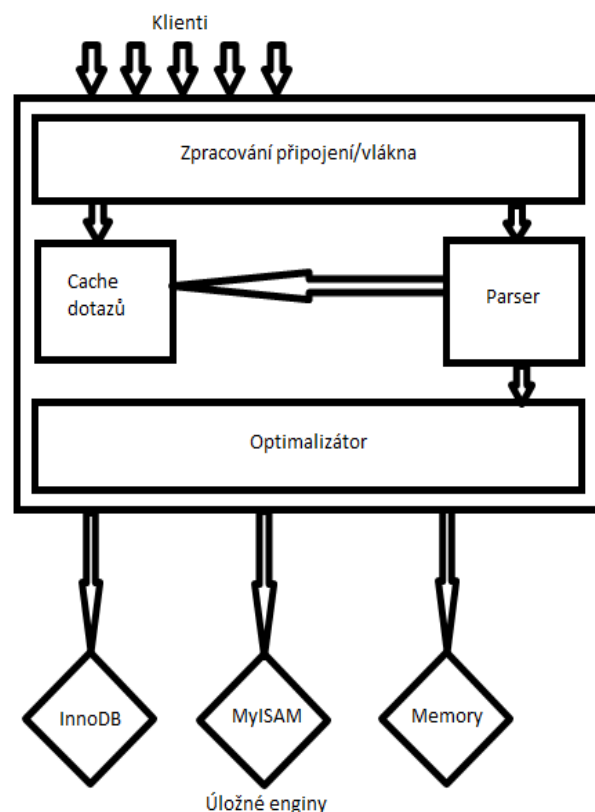 Klienti
Zpracování připojení/vlákna
Cache
dotazů
Parser
Optimalizátor
InnoDB
MyISAM
Memory
Úložné enginy